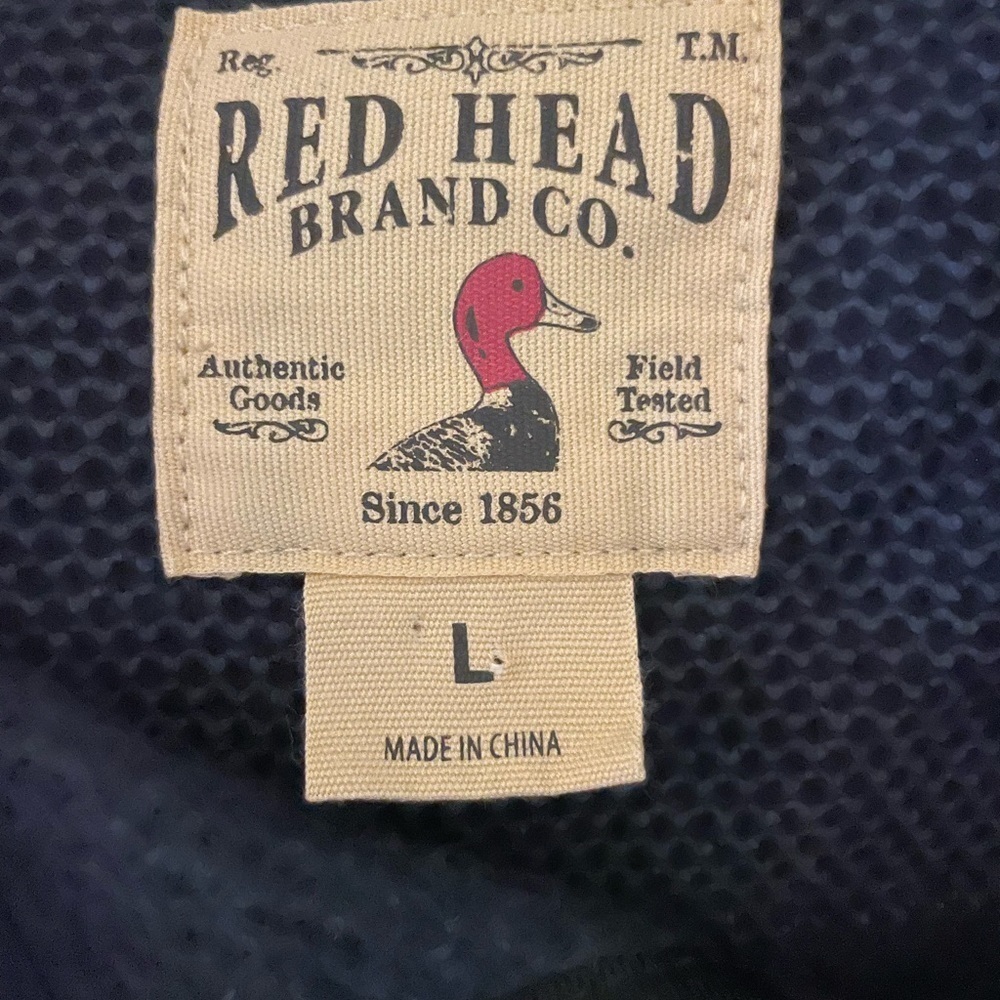 Reg. T.M.
RED HEAD
BRAND CO.
Authentic
Goods
Field
Tested
Since 1856
L
MADE IN CHINA